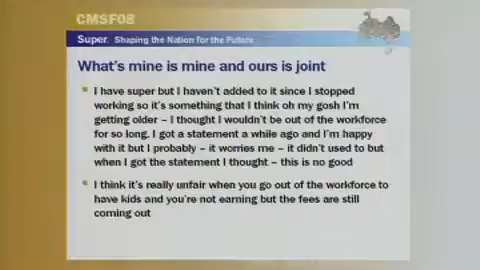 CMSF08
Super. Shaping the Nation for the Future
What's mine is mine and ours is joint
I have super but I haven't added to it since I stopped
working so it's something that I think oh my gosh I'm
getting older – I thought I wouldn't be out of the workforce
for so long. I got a statement a while ago and I'm happy
with it but I probably – it worries me – it didn't used to but
when I got the statement I thought – this is no good
I think it's really unfair when you go out of the workforce to
have kids and you're not earning but the fees are still
coming out